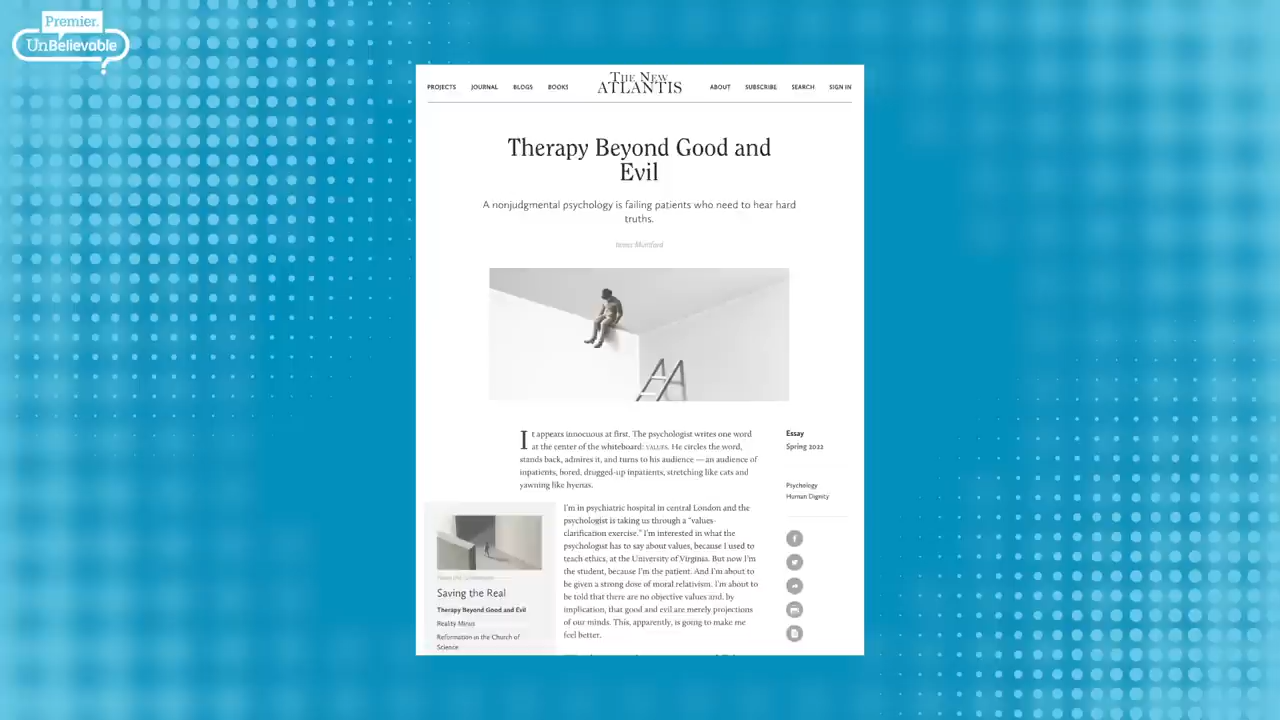 Premier.
UnBelievable
?
PROJECTS JOURNAL BLOGS BOOKS
THE NEW
ATLANTIS
ABOUT SUBSCRIBE SEARCH SIGN IN
Therapy Beyond Good and
Evil
A nonjudgmental psychology is failing patients who need to hear hard
truths.
James Mumford
It appears innocuous at first. The psychologist writes one word
at the center of the whiteboard: VALUES. He circles the word,
stands back, admires it, and turns to his audience — an audience of
inpatients, bored, drugged-up inpatients, stretching like cats and
yawning like hyenas.
Essay
Spring 2022
Psychology
Human Dignity
I'm in psychiatric hospital in central London and the
psychologist is taking us through a "values-
clarification exercise." I'm interested in what the
psychologist has to say about values, because I used to
teach ethics, at the University of Virginia. But now I'm
the student, because I'm the patient. And I'm about to
be given a strong dose of moral relativism. I'm about to
be told that there are no objective values and, by
implication, that good and evil are merely projections
of our minds. This, apparently, is going to make me
feel better.
Saving the Real
Therapy Beyond Good and Evil
Reality Minus
Reformation in the Church of
Science